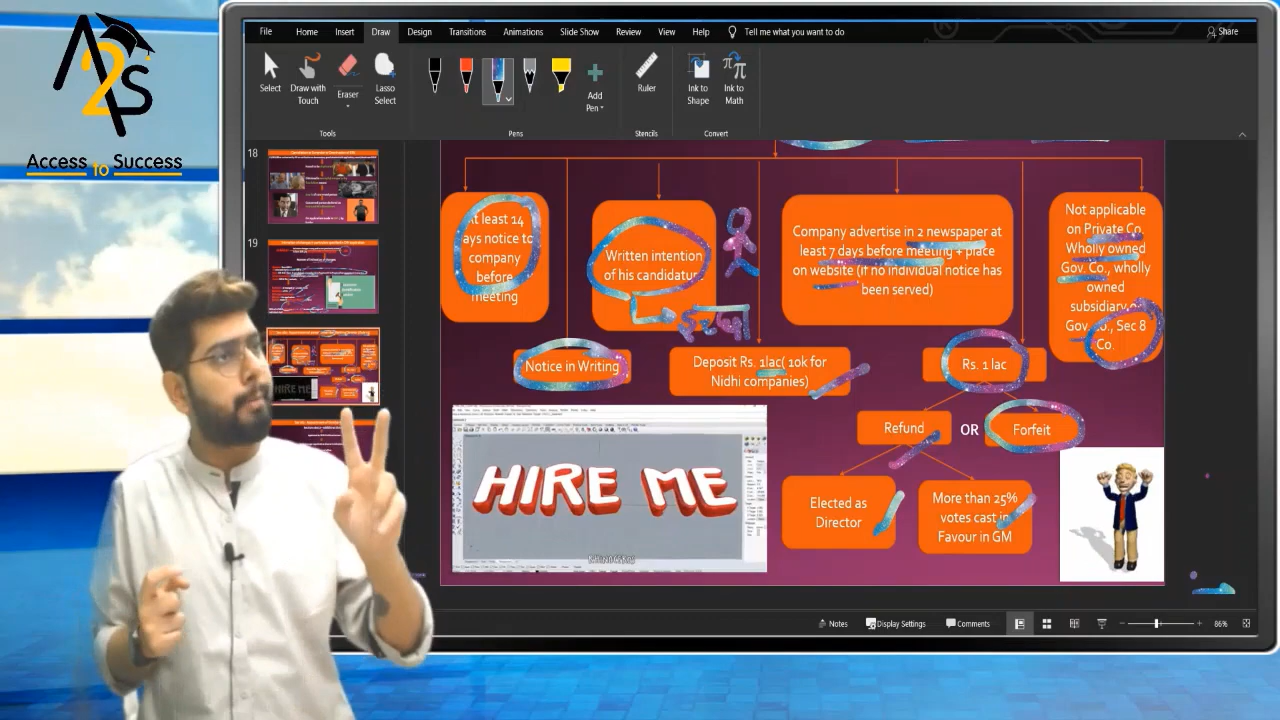 A2S
Access to Success
File Home Insert Draw Design Transitions Animations Slide Show Review View Help Tell me what you want to do Share
Select
Draw with
Touch
Eraser
Lasso
Select
Add
Pen
Ruler
Ink to
Shape
Ink to
Math
Tools
Pens
Stencils
Convert
18
19
At least 14
days notice to
company
before
meeting
Written intention
of his candidatur
Company advertise in 2 newspaper at
least 7 days before meeting + place
on website (if no individual notice has
been served)
Not applicable
on Private Co.
Wholly owned
Gov. Co., wholly
owned
subsidiary of
Gov. Co., Sec 8
Co.
Notice in Writing
Deposit Rs. 1lac( 10k for
Nidhi companies)
Rs. 1 lac
Refund
OR
Forfeit
HIRE ME
Elected as
Director
More than 25%
votes cast in
Favour in GM
HIRE ME
Notes Display Settings Comments 86%